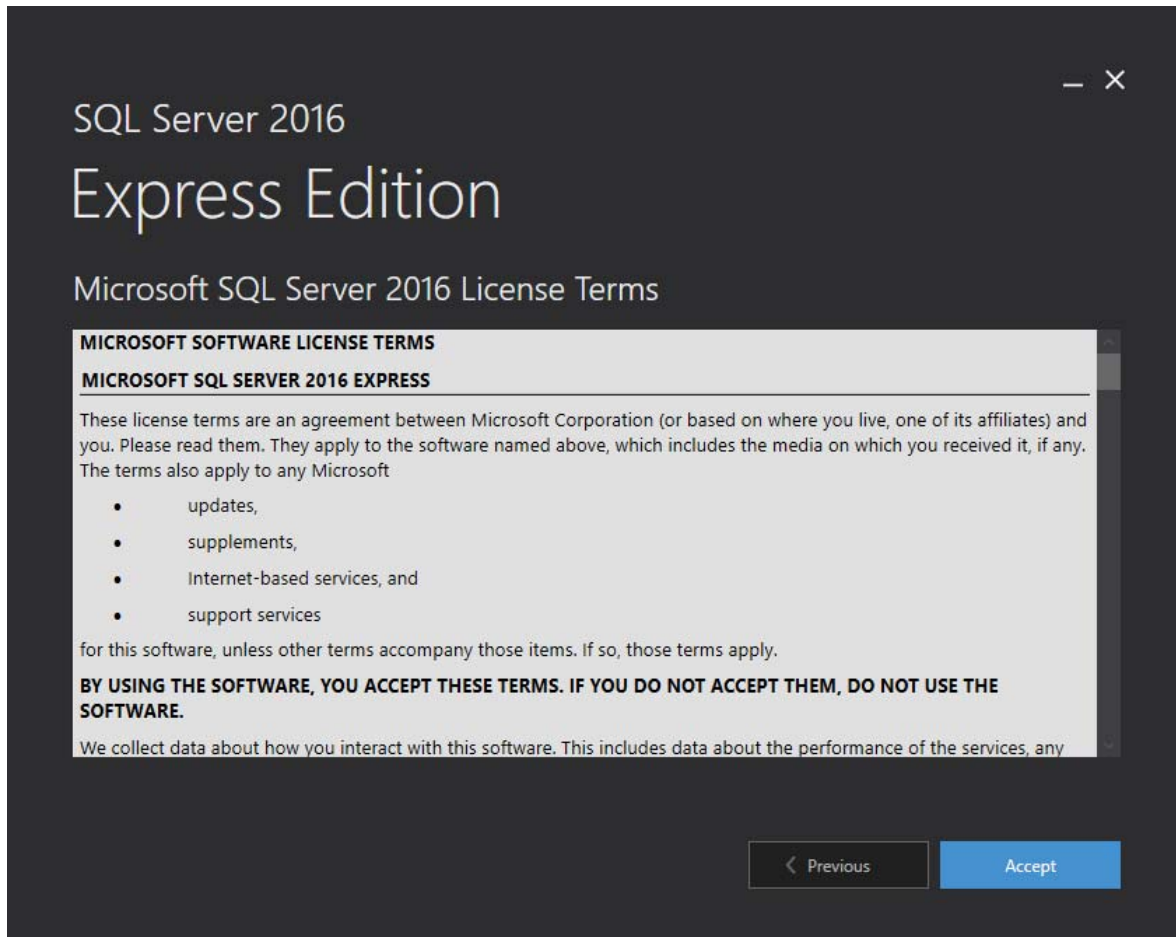 SQL Server 2016
Express Edition
Microsoft SQL Server 2016 License Terms
MICROSOFT SOFTWARE LICENSE TERMS
MICROSOFT SQL SERVER 2016 EXPRESS
These license terms are an agreement between Microsoft Corporation (or based on where you live, one of its affiliates) and
you. Please read them. They apply to the software named above, which includes the media on which you received it, if any.
The terms also apply to any Microsoft
• updates,
• supplements,
• Internet-based services, and
• support services
for this software, unless other terms accompany those items. If so, those terms apply.
BY USING THE SOFTWARE, YOU ACCEPT THESE TERMS. IF YOU DO NOT ACCEPT THEM, DO NOT USE THE
SOFTWARE.
We collect data about how you interact with this software. This includes data about the performance of the services, any
Previous
Accept